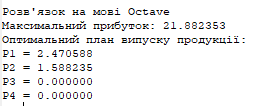 Розв'язок на мові Octave
Максимальний прибуток: 21.882353
Оптимальний план випуску продукції:
P1 = 2.470588
P2 = 1.588235
P3 = 0.000000
P4 = 0.000000